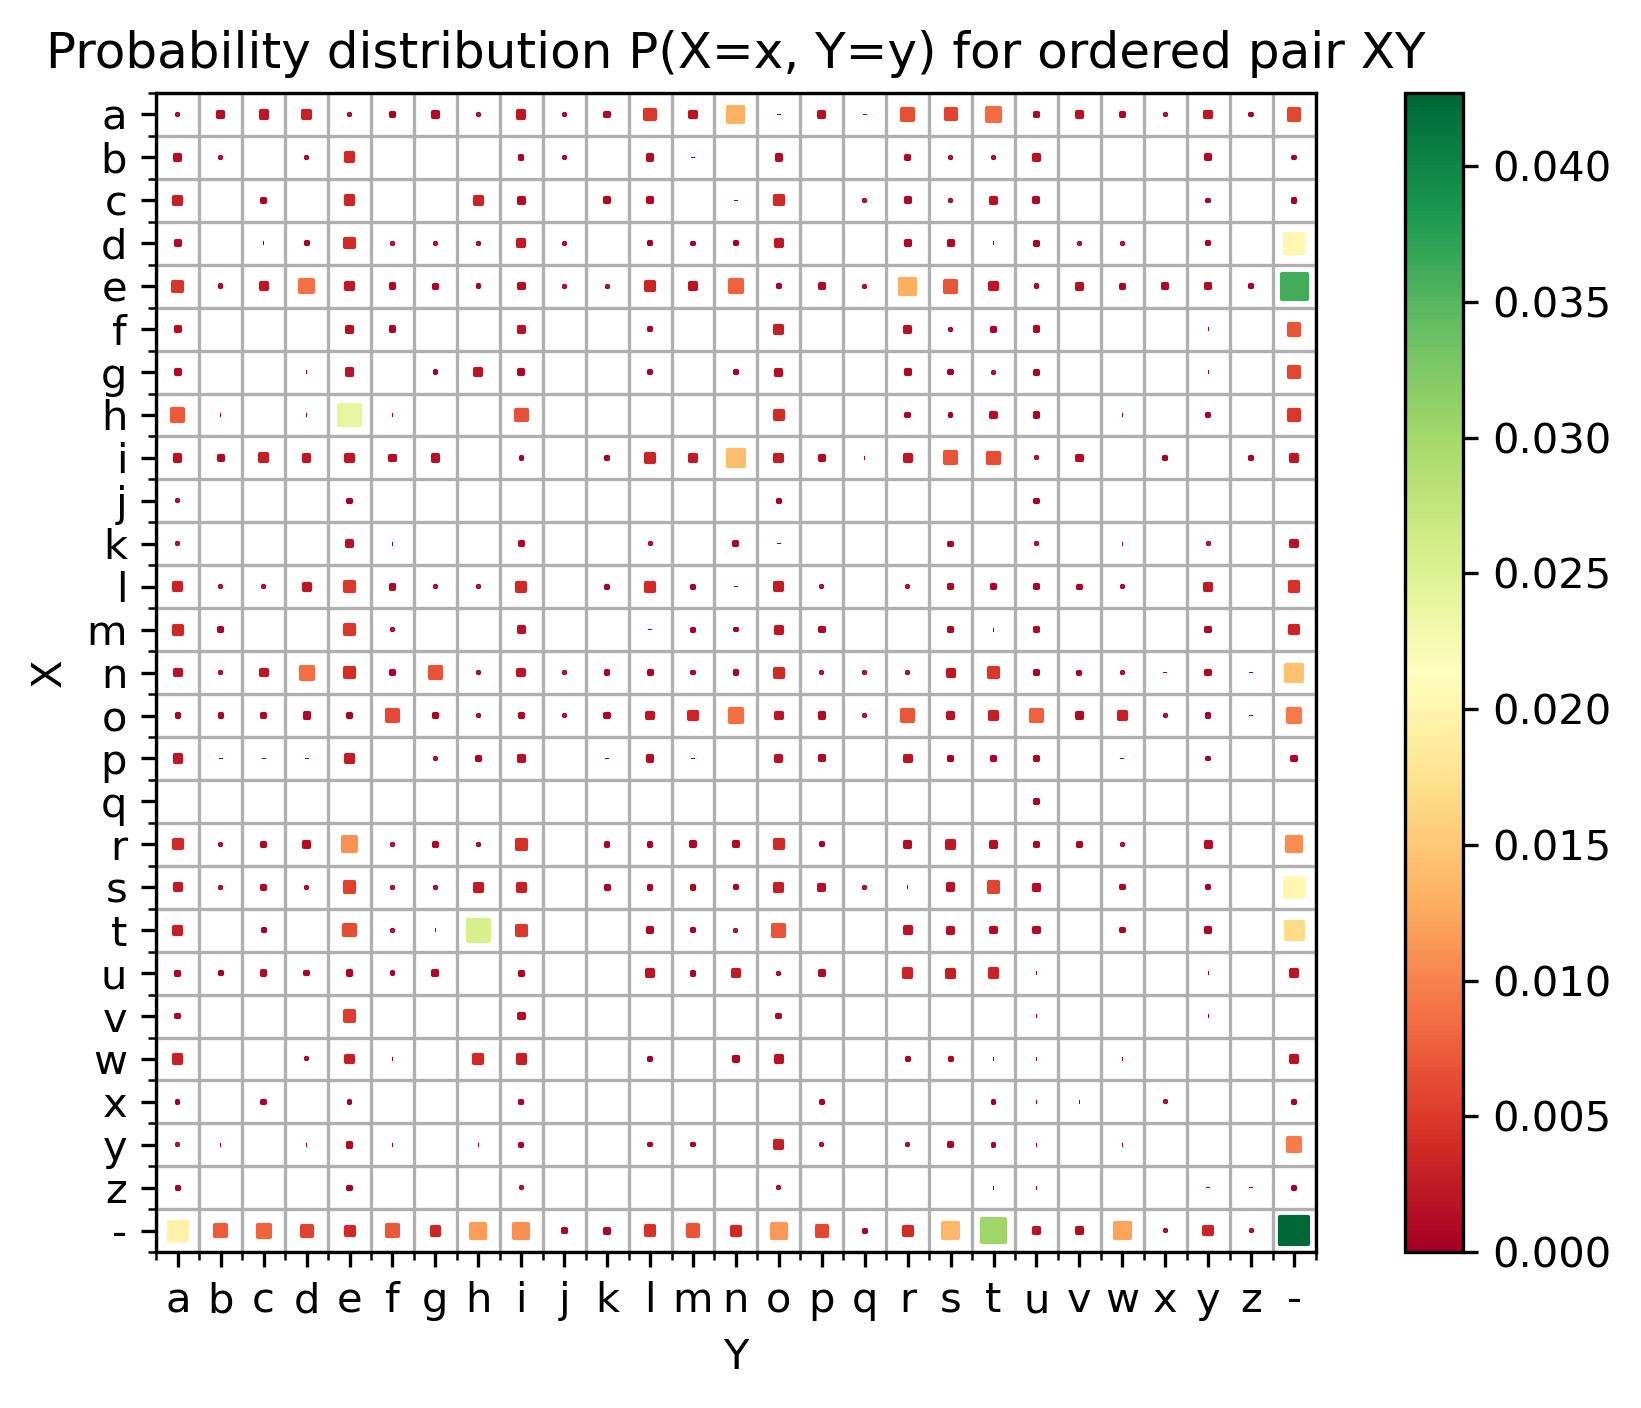 Probability distribution P(X=x, Y=y) for ordered pair XY
a
b
c
d
e
f
g
h
i
j
k
l
m
n
o
p
q
r
s
t
u
v
w
x
y
z
-
X
a b c d e f g h i j k l m n o p q r s t u v w x y z -
Y
0.040
0.035
0.030
0.025
0.020
0.015
0.010
0.005
0.000